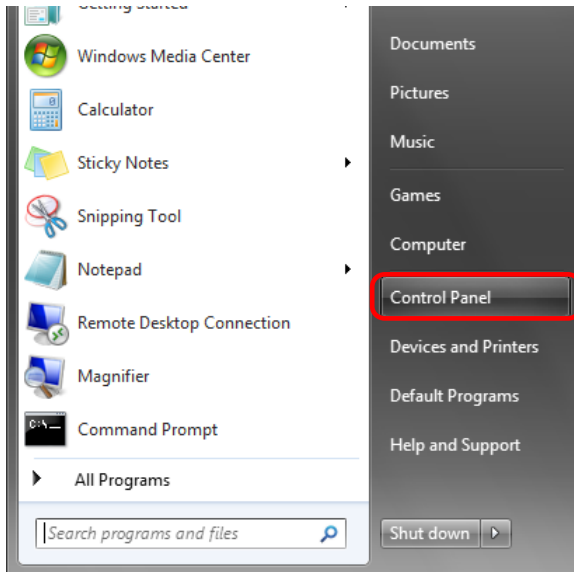 Getting Started
Windows Media Center
Calculator
Sticky Notes
Snipping Tool
Notepad
Remote Desktop Connection
Magnifier
C:\
Command Prompt
All Programs
Search programs and files
Documents
Pictures
Music
Games
Computer
Control Panel
Devices and Printers
Default Programs
Help and Support
Shut down